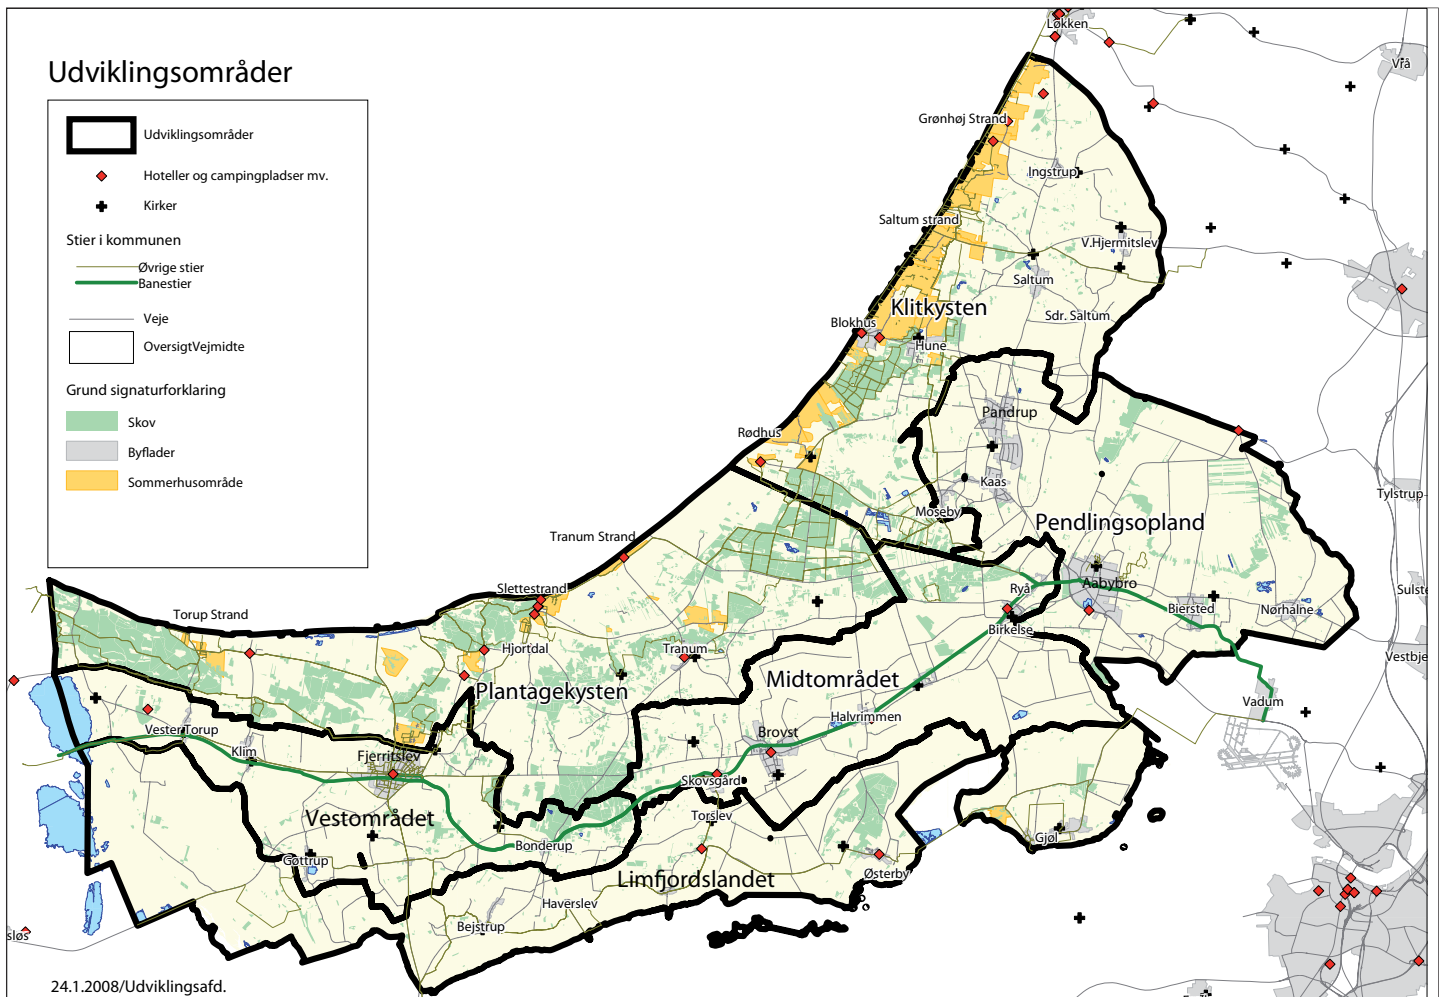 Udviklingsområder
Udviklingsområder
Hoteller og campingpladser mv.
Kirker
Stier i kommunen
Øvrige stier
Banestier
Veje
OversigtVejmidte
Grund signaturforklaring
Skov
Byflader
Sommerhusområde
Løkken
Vrå
Grønhøj Strand
Ingstrup
Saltum strand
V.Hjermitslev
Saltum
Klitkysten
Sdr. Saltum
Blokhus
Hune
Pandrup
Rødhus
Kaas
Tylstrup
Moseby
Pendlingsopland
Tranum Strand
Aabybro
Slettestrand
Ryå
Sulste
Torup Strand
Biersted
Nørhalne
Birkelse
Hjortdal
Tranum
Vestbje
Plantagekysten
Midtområdet
Vadum
Halvrimmen
Vester Torup
Brovst
Klim
Fjerritslev
Skovsgård
Vestområdet
Torslev
Gjøl
Bonderup
Gøttrup
Østerby
Limfjordslandet
Haverslev
Bejstrup
sløs
24.1.2008/Udviklingsafd.